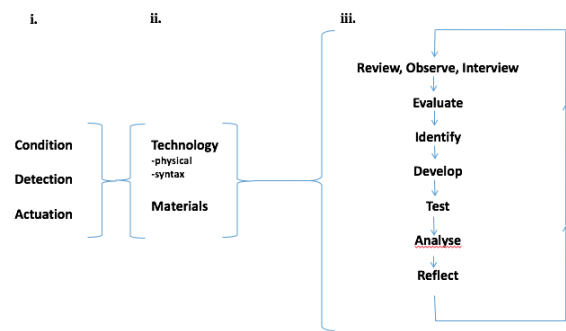 i.
ii.
iii.
Condition
Detection
Actuation
Technology
-physical
-syntax
Materials
Review, Observe, Interview
Evaluate
Identify
Develop
Test
Analyse
Reflect